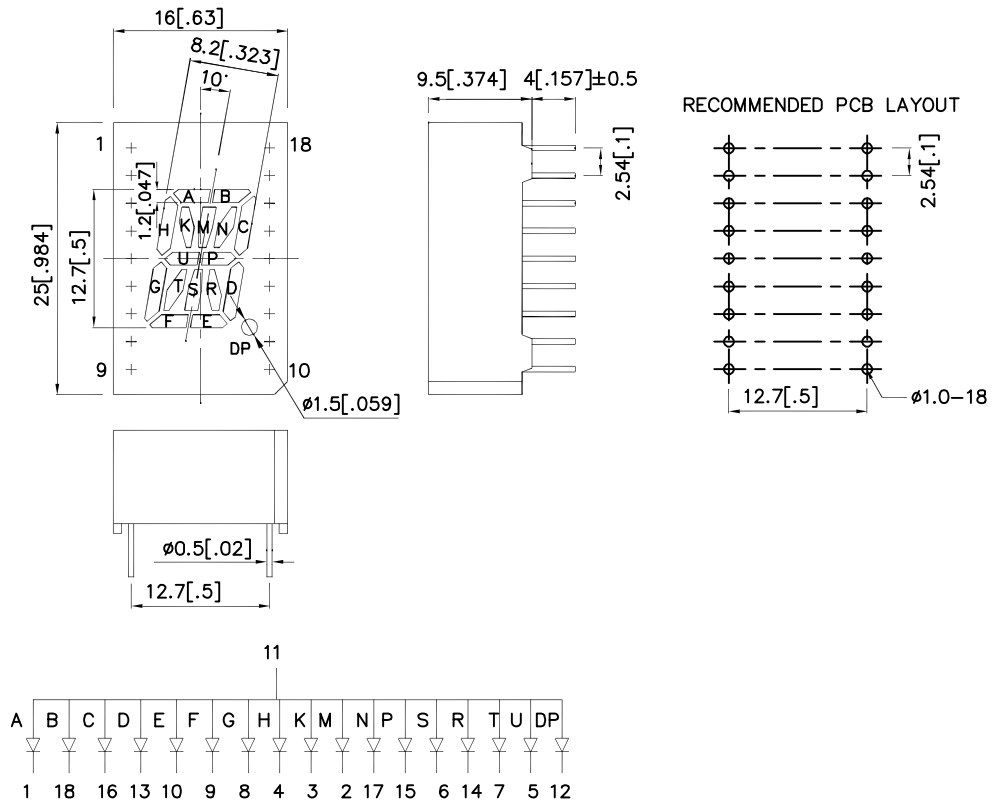 16[.63]
8.2[.323]
10°
1
18
25[.984]
12.7[.5]
1.2[.047]
A B
H K M N C
U P
G T S R D
F E
DP
9
10
ø1.5[.059]
9.5[.374] 4[.157]±0.5
2.54[.1]
RECOMMENDED PCB LAYOUT
2.54[.1]
12.7[.5]
ø1.0-18
ø0.5[.02]
12.7[.5]
11
A B C D E F G H K M N P S R T U DP
1 18 16 13 10 9 8 4 3 2 17 15 6 14 7 5 12